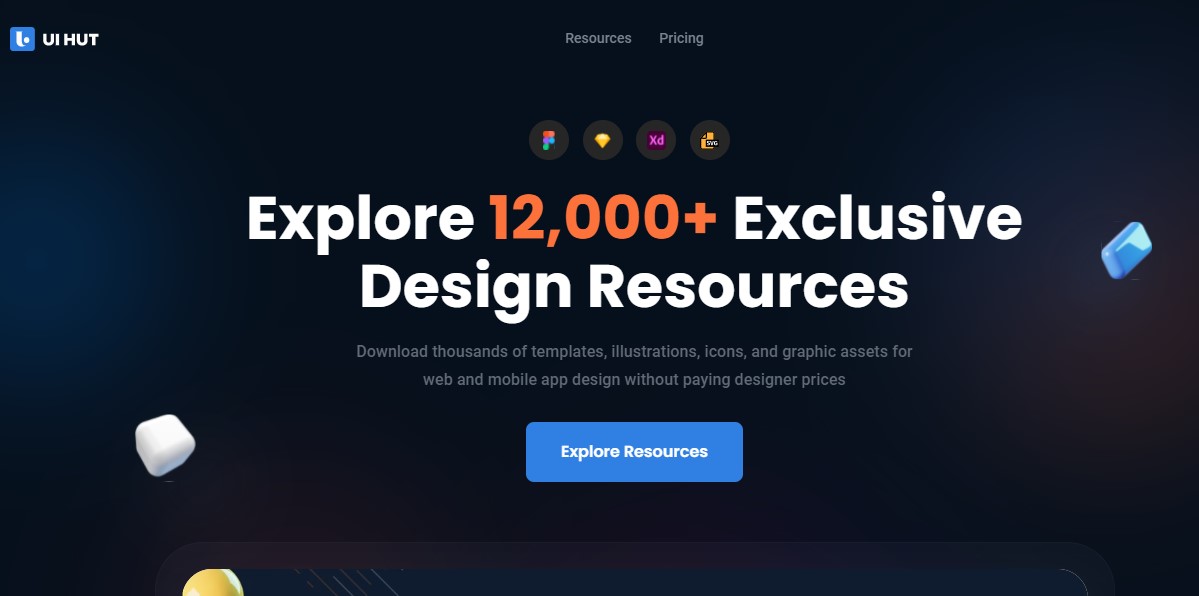 UI HUT
Resources Pricing
Xd
SVG
Explore 12,000+ Exclusive
Design Resources
Download thousands of templates, illustrations, icons, and graphic assets for
web and mobile app design without paying designer prices
Explore Resources